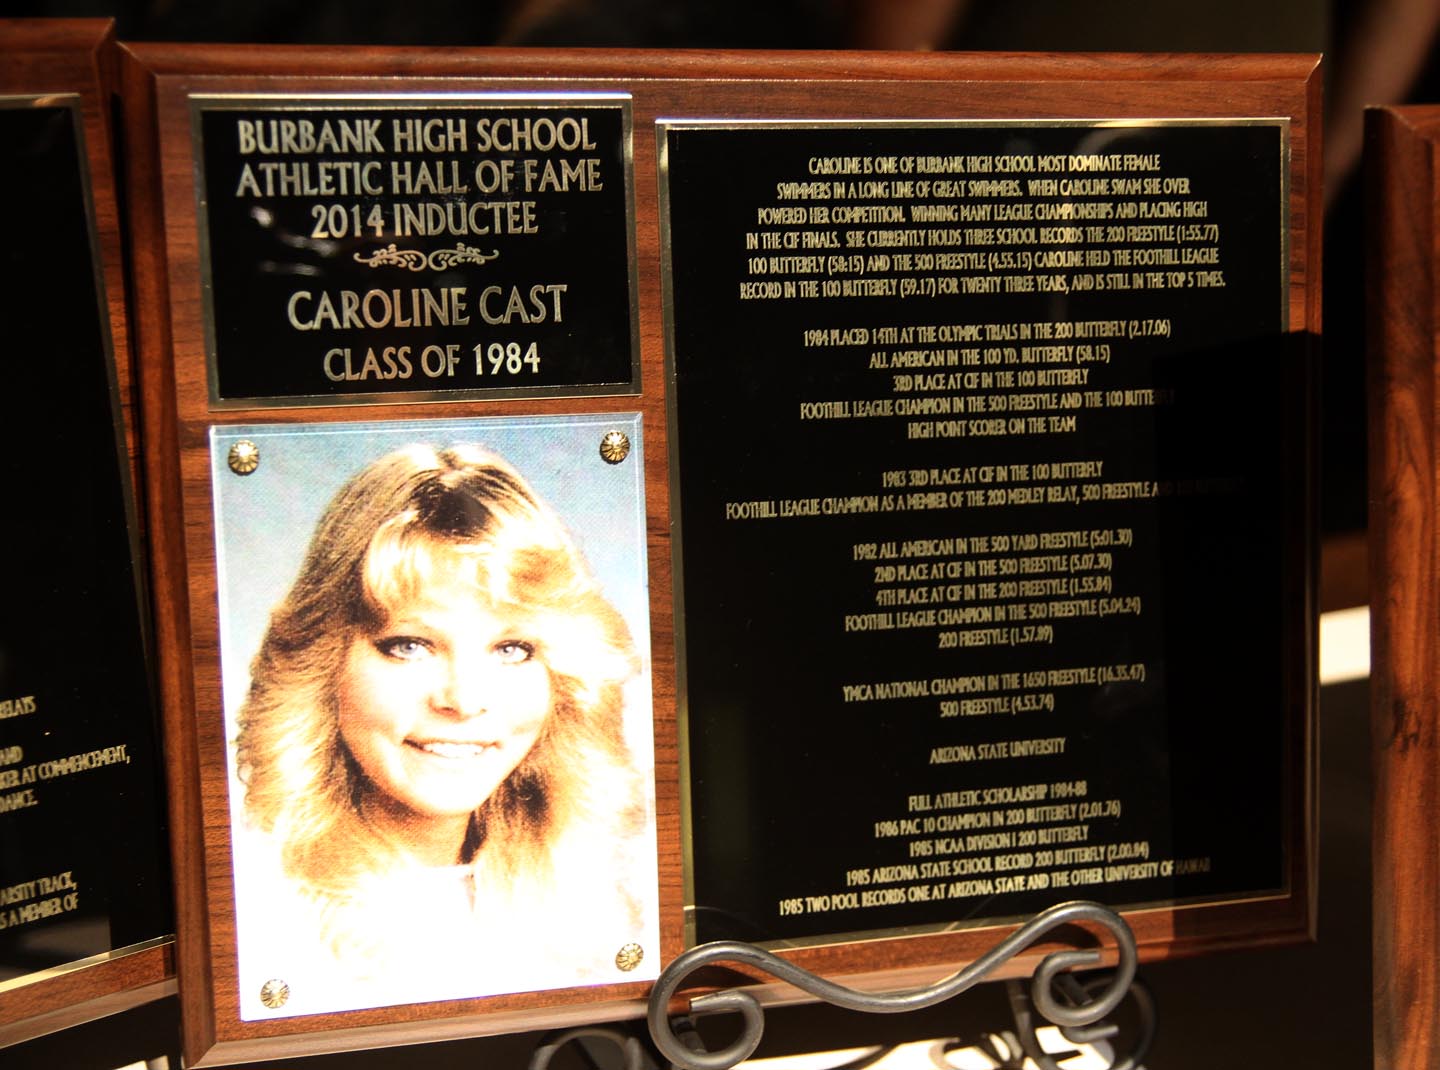 BURBANK HIGH SCHOOL
ATHLETIC HALL OF FAME
2014 INDUCTEE
CAROLINE CAST
CLASS OF 1984
CAROLINE IS ONE OF BURBANK HIGH SCHOOL MOST DOMINATE FEMALE
SWIMMERS IN A LONG LINE OF GREAT SWIMMERS. WHEN CAROLINE SWAM SHE OVER
POWERED HER COMPETITION. WINNING MANY LEAGUE CHAMPIONSHIPS AND PLACING HIGH
IN THE CIF FINALS. SHE CURRENTLY HOLDS THREE SCHOOL RECORDS THE 200 FREESTYLE (1:55.77)
100 BUTTERFLY (58:15) AND THE 500 FREESTYLE (4.55.15) CAROLINE HELD THE FOOTHILL LEAGUE
RECORD IN THE 100 BUTTERFLY (59.17) FOR TWENTY THREE YEARS, AND IS STILL IN THE TOP 5 TIMES.
1984 PLACED 14TH AT THE OLYMPIC TRIALS IN THE 200 BUTTERFLY (2.17.06)
ALL AMERICAN IN THE 100 YD. BUTTERFLY (58.15)
3RD PLACE AT CIF IN THE 100 BUTTERFLY
FOOTHILL LEAGUE CHAMPION IN THE 500 FREESTYLE AND THE 100 BUTTERFLY
HIGH POINT SCORER ON THE TEAM
1983 3RD PLACE AT CIF IN THE 100 BUTTERFLY
FOOTHILL LEAGUE CHAMPION AS A MEMBER OF THE 200 MEDLEY RELAY, 500 FREESTYLE AND 100 BUTTERFLY
1982 ALL AMERICAN IN THE 500 YARD FREESTYLE (5:01.30)
2ND PLACE AT CIF IN THE 500 FREESTYLE (5.07.30)
4TH PLACE AT CIF IN THE 200 FREESTYLE (1.55.84)
FOOTHILL LEAGUE CHAMPION IN THE 500 FREESTYLE (5.04.24)
200 FREESTYLE (1.57.89)
YMCA NATIONAL CHAMPION IN THE 1650 FREESTYLE (16.35.47)
500 FREESTYLE (4.53.74)
ARIZONA STATE UNIVERSITY
FULL ATHLETIC SCHOLARSHIP 1984-88
1986 PAC 10 CHAMPION IN 200 BUTTERFLY (2.01.76)
1985 NCAA DIVISION I 200 BUTTERFLY
1985 ARIZONA STATE SCHOOL RECORD 200 BUTTERFLY (2.00.84)
1985 TWO POOL RECORDS ONE AT ARIZONA STATE AND THE OTHER UNIVERSITY OF HAWAII
RELAYS
AND
AT COMMENCEMENT,
DANCE.
TRACK,
A MEMBER OF